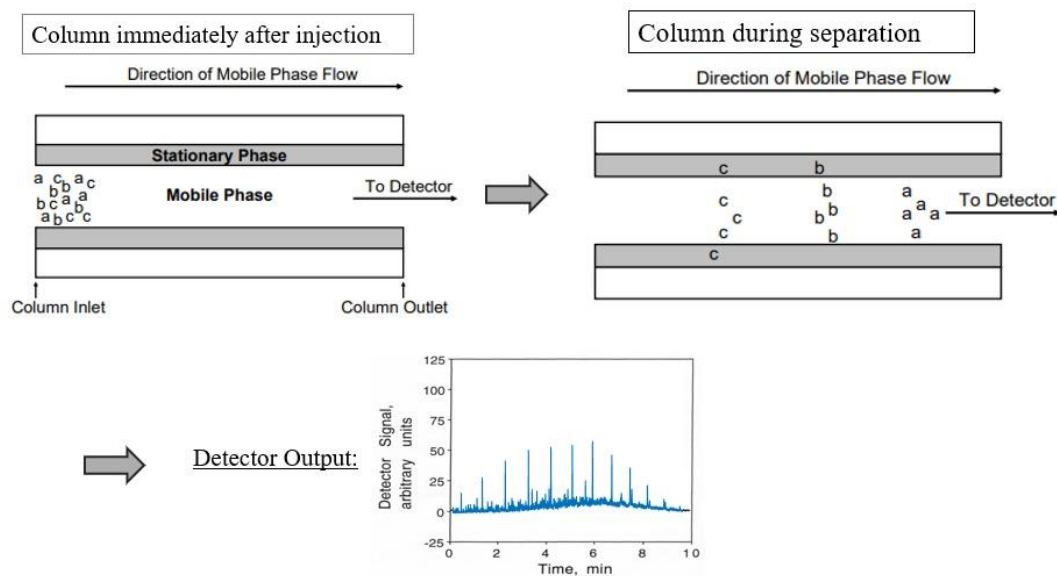 Column immediately after injection
Direction of Mobile Phase Flow
Stationary Phase
a c a c
b b
b c a a
a b c c b
Mobile Phase
To Detector
Column Inlet
Column Outlet
Column during separation
Direction of Mobile Phase Flow
c b
c b a
c b b a a a
c b a
c
To Detector
Detector Output:
Detector Signal,
arbitrary units
125
100
75
50
25
0
-25
0 2 4 6 8 10
Time, min